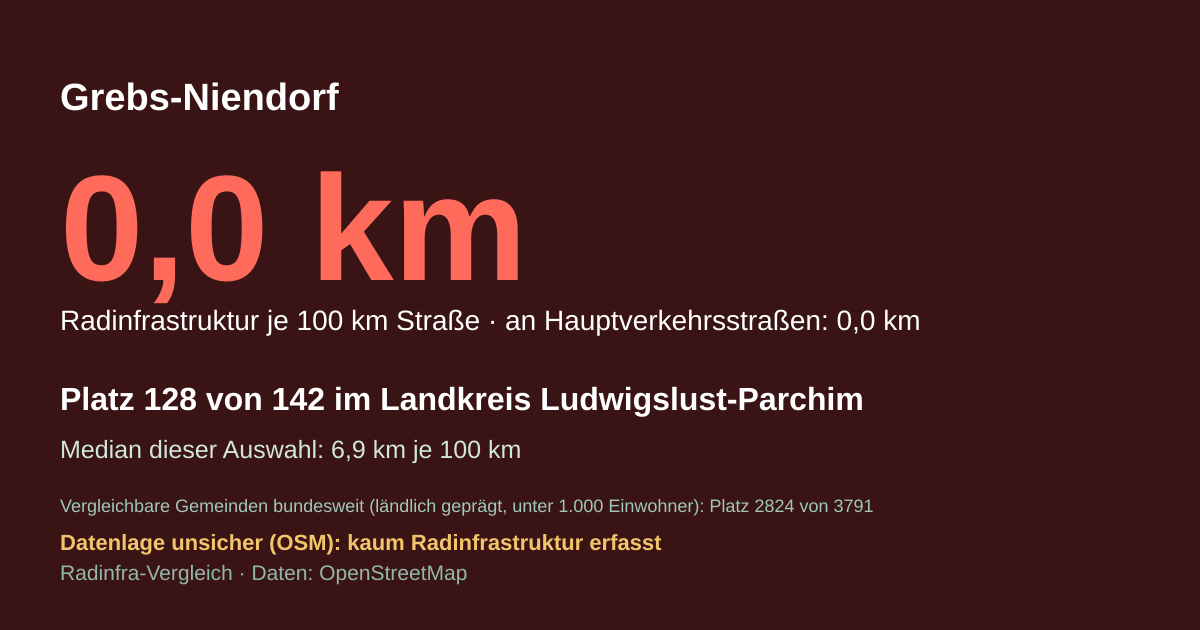 Grebs-Niendorf
0,0 km
Radinfrastruktur je 100 km Straße · an Hauptverkehrsstraßen: 0,0 km
Platz 128 von 142 im Landkreis Ludwigslust-Parchim
Median dieser Auswahl: 6,9 km je 100 km
Vergleichbare Gemeinden bundesweit (ländlich geprägt, unter 1.000 Einwohner): Platz 2824 von 3791
Datenlage unsicher (OSM): kaum Radinfrastruktur erfasst
Radinfra-Vergleich · Daten: OpenStreetMap